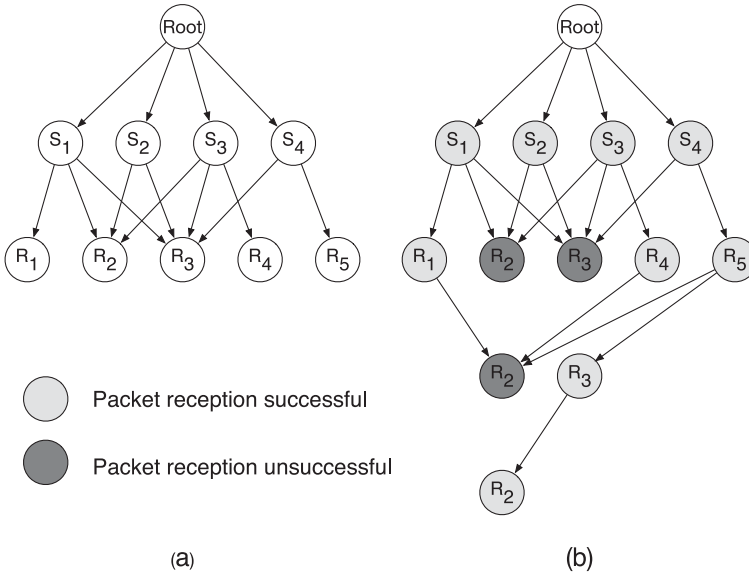 Root
Root
S1
S2
S3
S4
S1
S2
S3
S4
R1
R2
R3
R4
R5
R1
R2
R3
R4
R5
R2
R3
Packet reception successful
Packet reception unsuccessful
R2
(a)
(b)